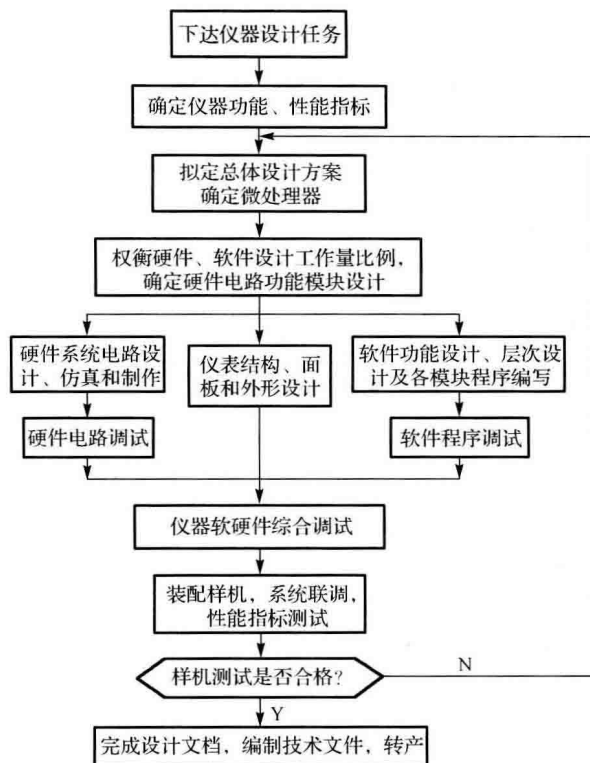 下达仪器设计任务
确定仪器功能、性能指标
拟定总体设计方案
确定微处理器
权衡硬件、软件设计工作量比例，
确定硬件电路功能模块设计
硬件系统电路设
计、仿真和制作
仪表结构、面
板和外形设计
软件功能设计、层次设
计及各模块程序编写
硬件电路调试
软件程序调试
仪器软硬件综合调试
装配样机，系统联调，
性能指标测试
样机测试是否合格?
N
Y
完成设计文档，编制技术文件，转产